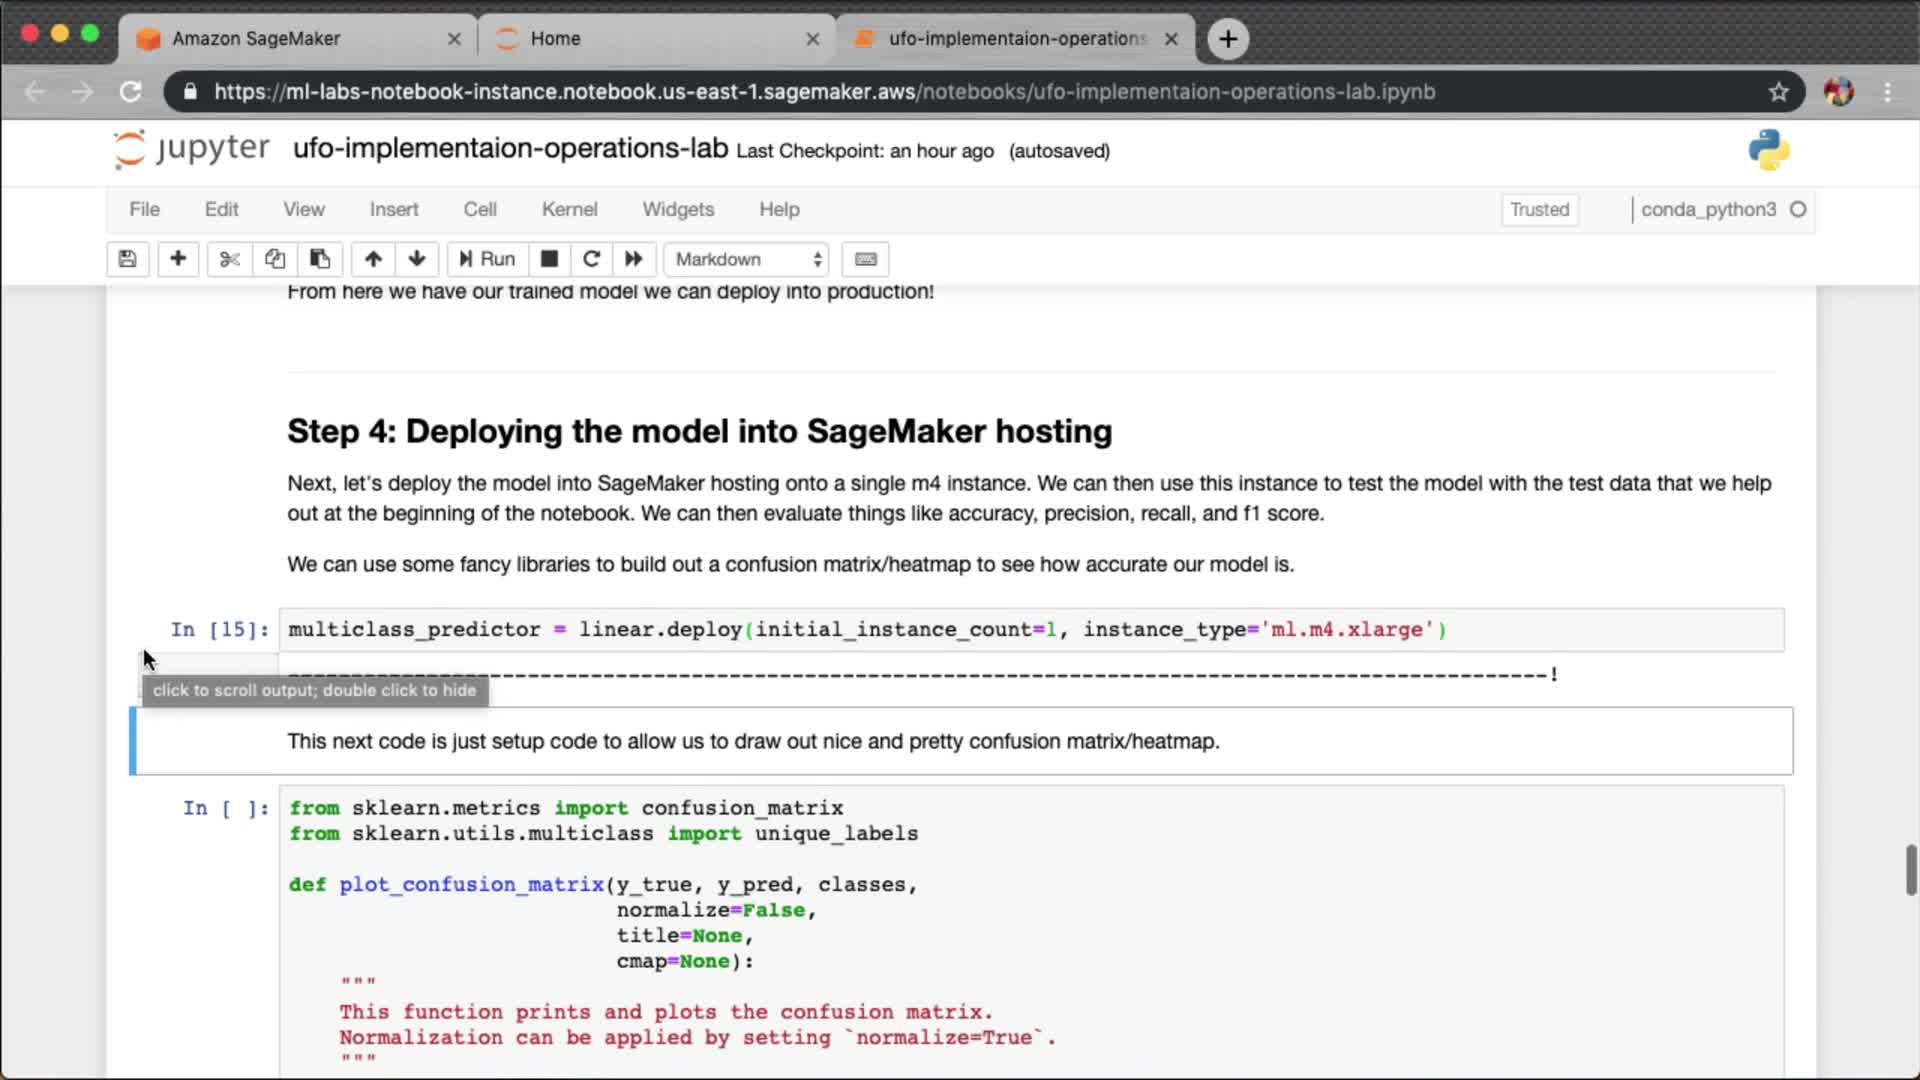 Amazon SageMaker
Home
ufo-implementaion-operations
https://ml-labs-notebook-instance.notebook.us-east-1.sagemaker.aws/notebooks/ufo-implementaion-operations-lab.ipynb
jupyter ufo-implementaion-operations-lab Last Checkpoint: an hour ago (autosaved)
File Edit View Insert Cell Kernel Widgets Help Trusted conda_python3
Run Markdown
From here we have our trained model we can deploy into production!
Step 4: Deploying the model into SageMaker hosting
Next, let's deploy the model into SageMaker hosting onto a single m4 instance. We can then use this instance to test the model with the test data that we help
out at the beginning of the notebook. We can then evaluate things like accuracy, precision, recall, and f1 score.
We can use some fancy libraries to build out a confusion matrix/heatmap to see how accurate our model is.
In [15]: multiclass_predictor = linear.deploy(initial_instance_count=1, instance_type='ml.m4.xlarge')
----------------------------------------------------------------------------------!
click to scroll output; double click to hide
This next code is just setup code to allow us to draw out nice and pretty confusion matrix/heatmap.
In [ ]: from sklearn.metrics import confusion_matrix
from sklearn.utils.multiclass import unique_labels
def plot_confusion_matrix(y_true, y_pred, classes,
normalize=False,
title=None,
cmap=None):
"""
This function prints and plots the confusion matrix.
Normalization can be applied by setting `normalize=True`.
"""